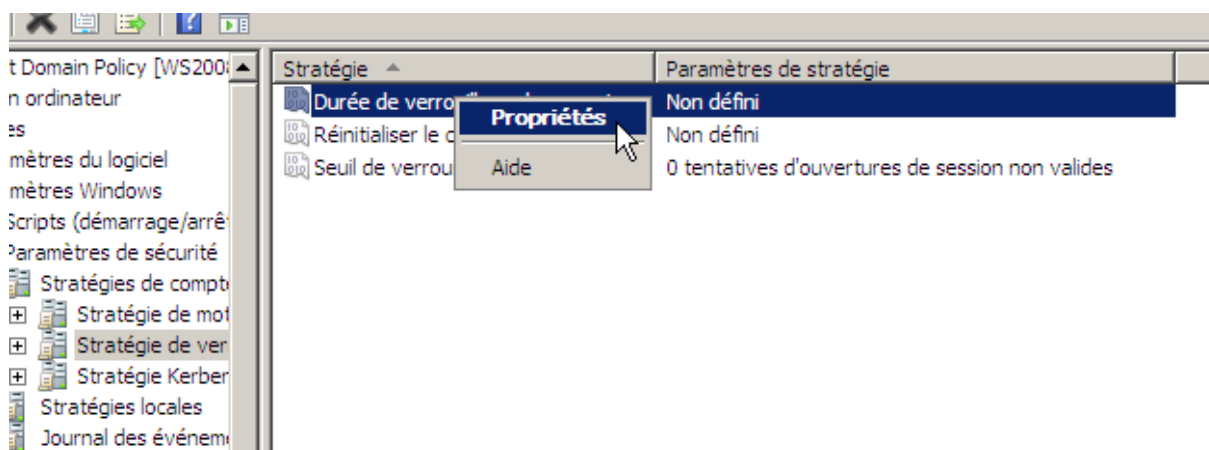 t Domain Policy [WS200
n ordinateur
es
mètres du logiciel
mètres Windows
Scripts (démarrage/arrê
Paramètres de sécurité
Stratégies de compt
Stratégie de mot
Stratégie de ver
Stratégie Kerber
Stratégies locales
Journal des événem
Stratégie Paramètres de stratégie
Durée de verro Non défini
Réinitialiser le c Non défini
Seuil de verrou 0 tentatives d'ouvertures de session non valides
Propriétés
Aide